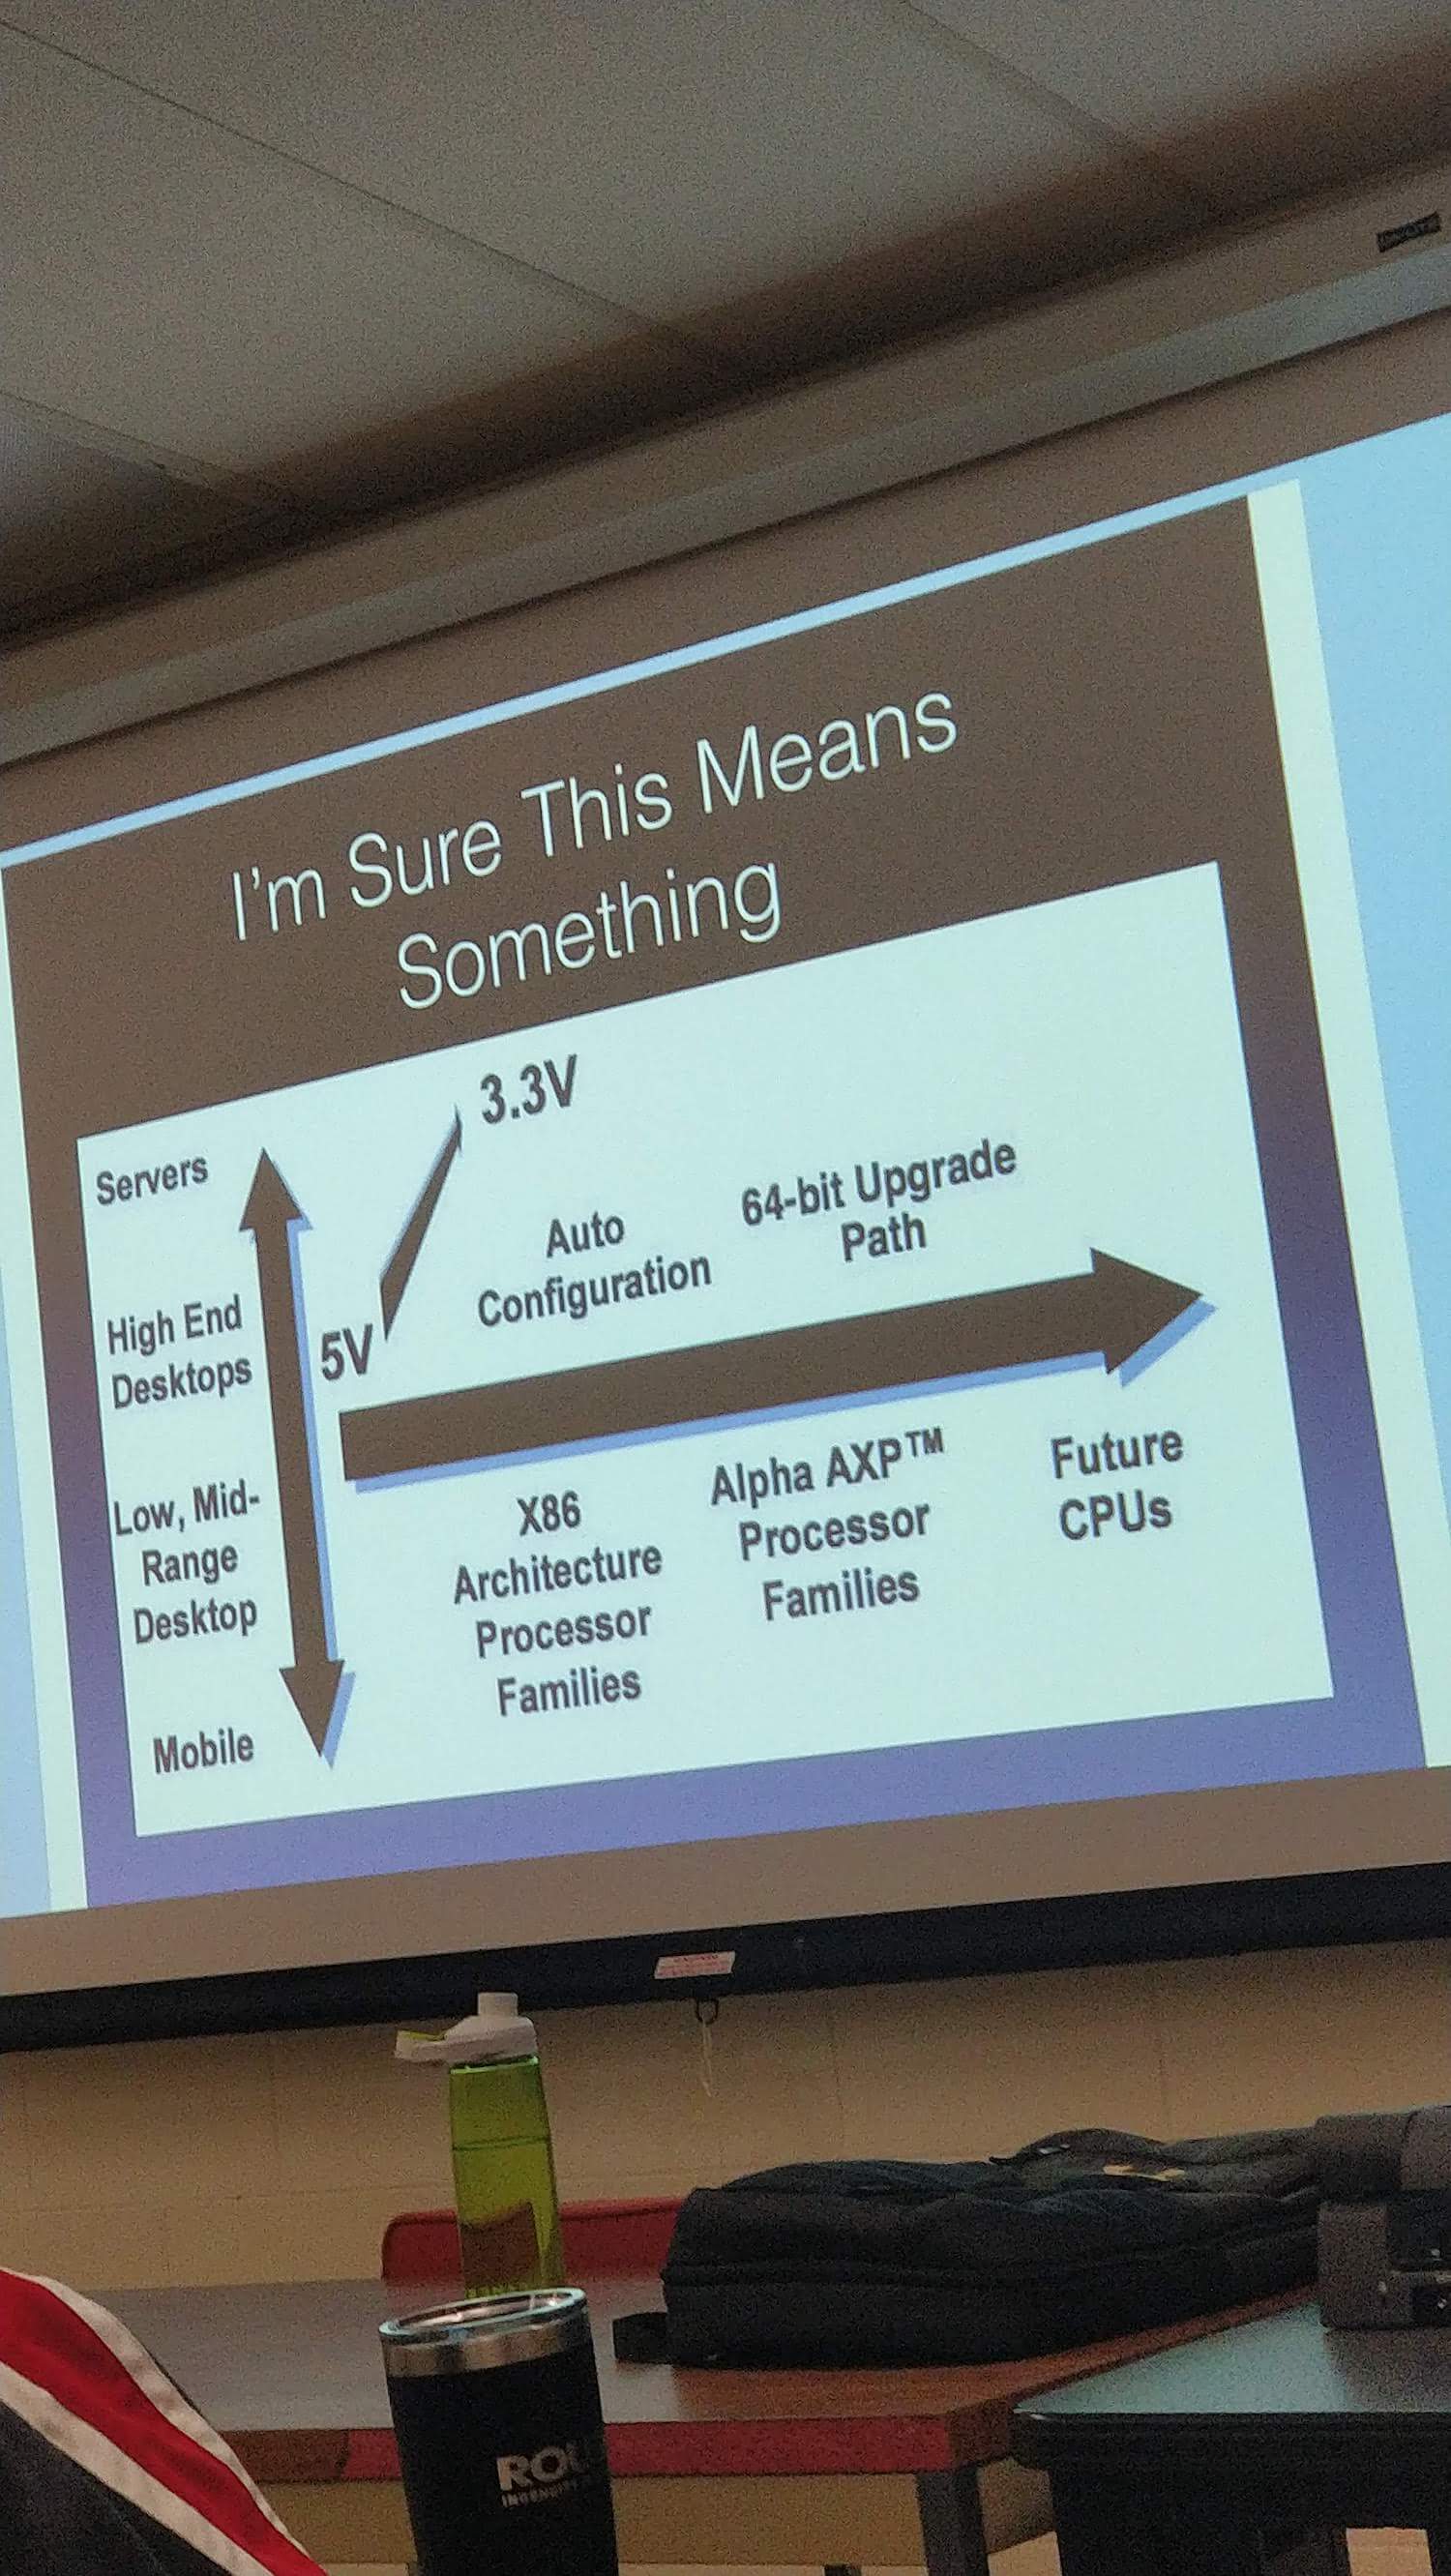 I'm Sure This Means
Something
3.3V
Servers
Auto
Configuration
64-bit Upgrade
Path
High End
Desktops
5V
Low, Mid-
Range
Desktop
X86
Architecture
Processor
Families
Alpha AXP™
Processor
Families
Future
CPUs
Mobile